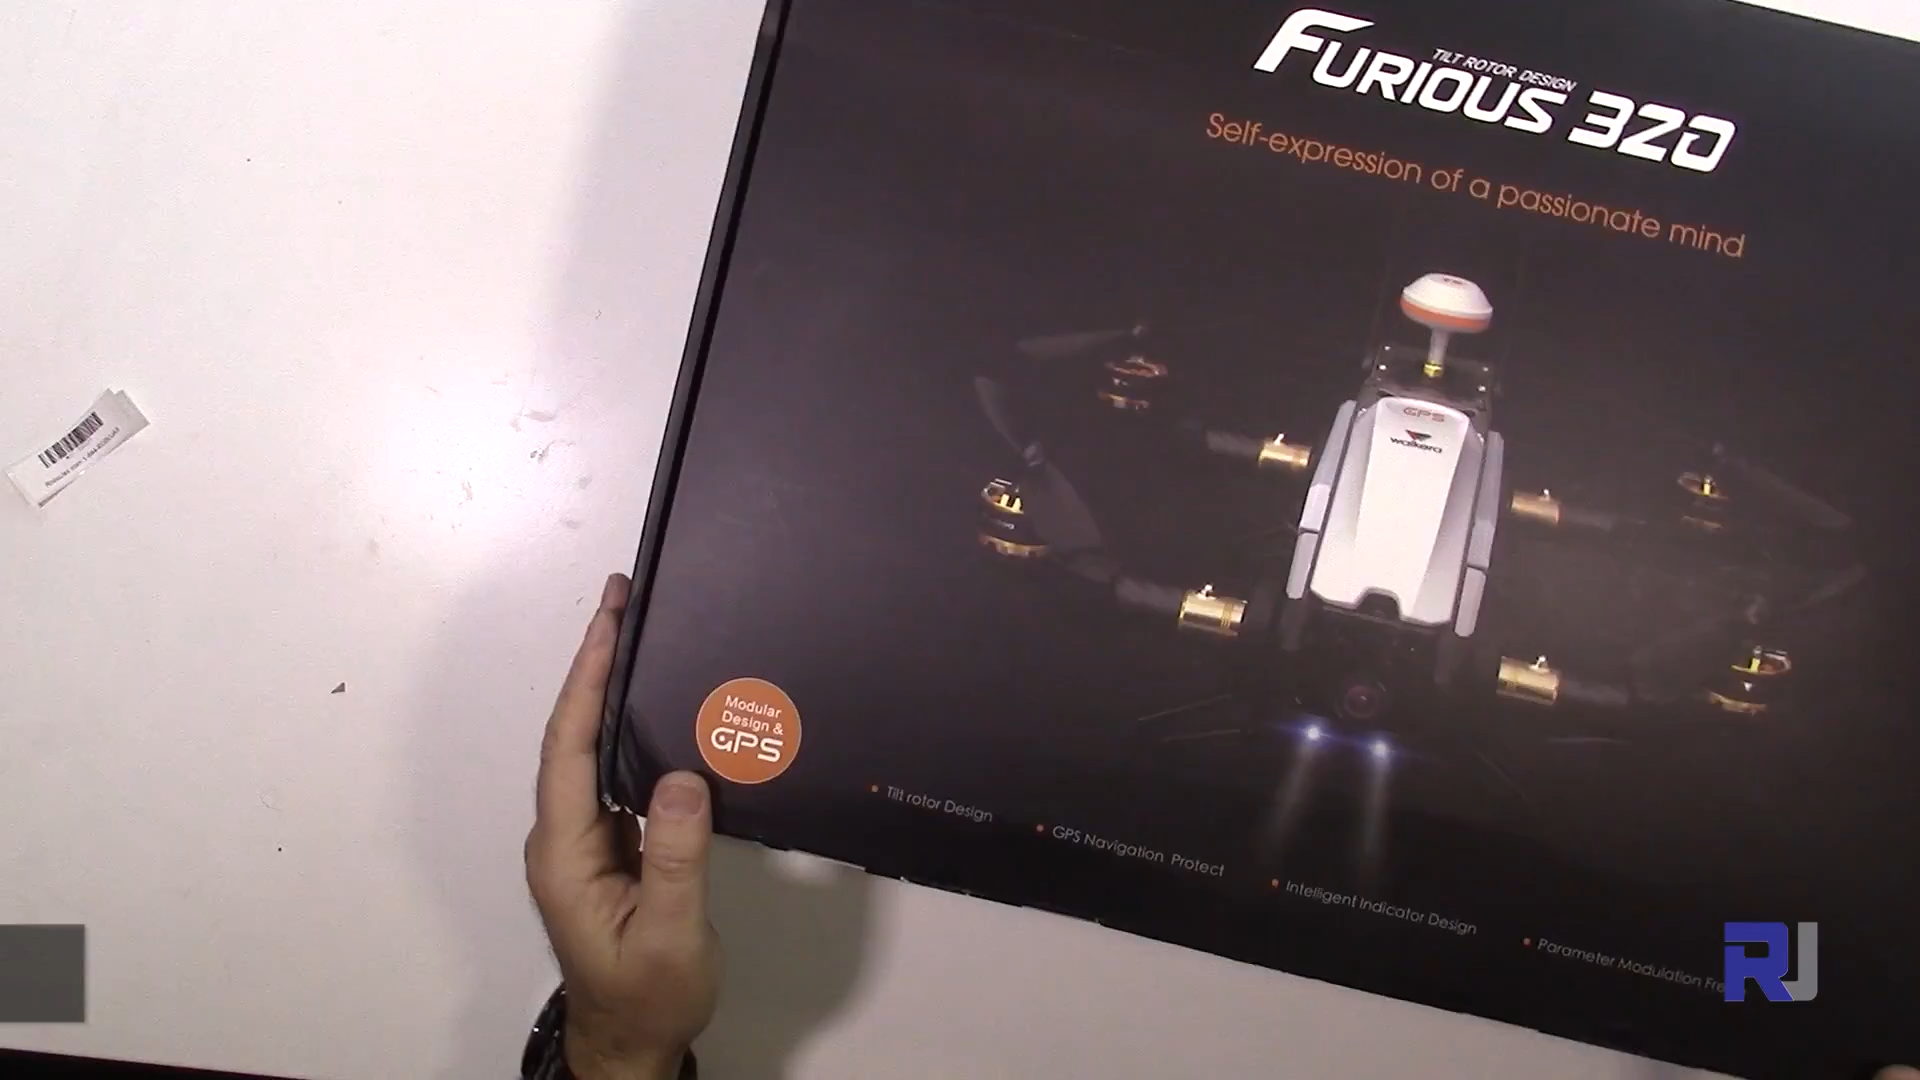 TILT ROTOR DESIGN
FURIOUS 320
Self-expression of a passionate mind
GPS
walkera
Modular
Design &
GPS
Tilt rotor Design
GPS Navigation Protect
Intelligent Indicator Design
Parameter Modulation
RJ